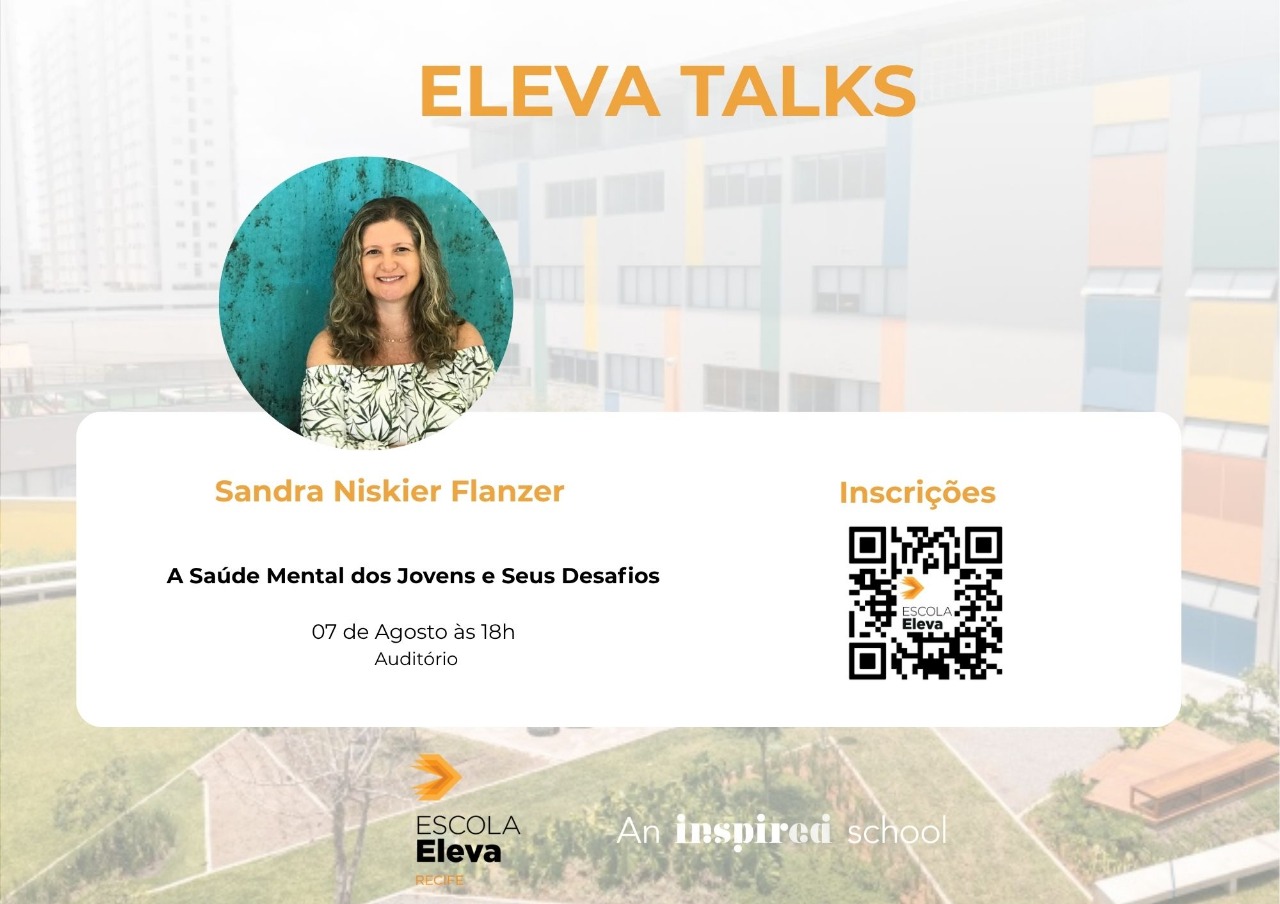 ELEVA TALKS
Sandra Niskier Flanzer
A Saúde Mental dos Jovens e Seus Desafios
07 de Agosto às 18h
Auditório
Inscrições
ESCOLA
Eleva
ESCOLA
Eleva
RECIFE
An inspired school